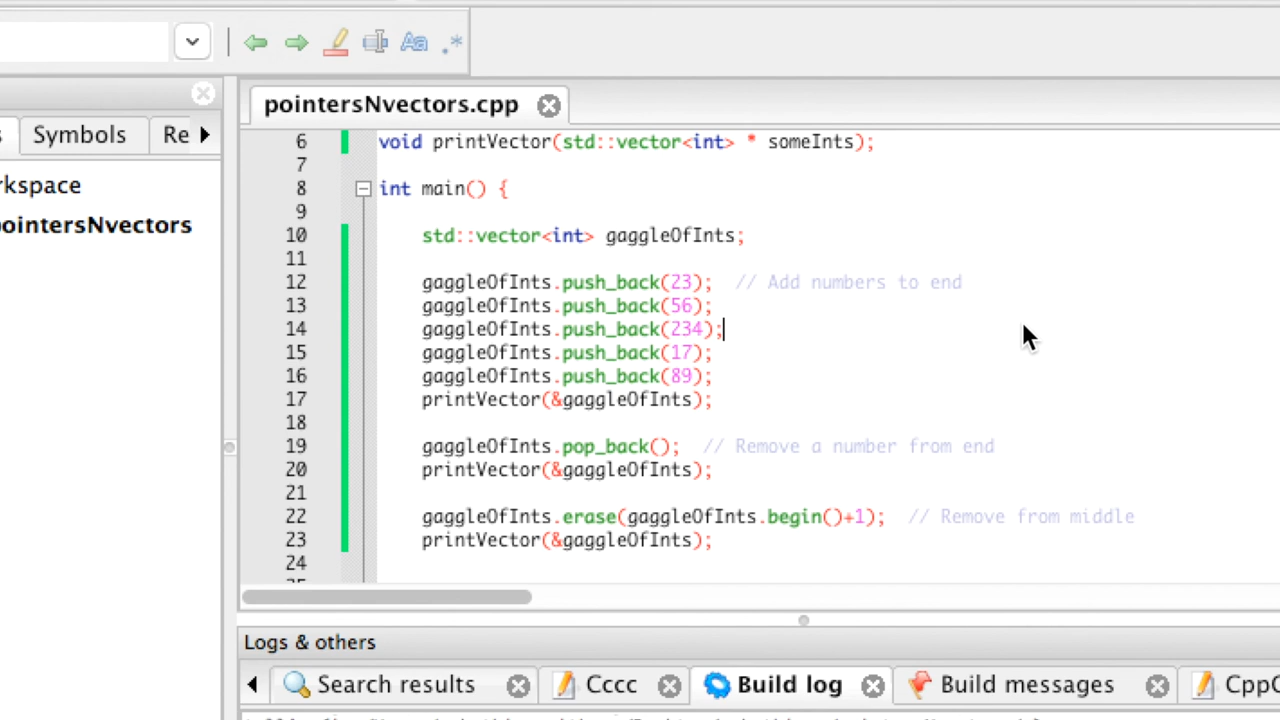 Aa .*
pointersNvectors.cpp
Symbols Re
rkspace
ointersNvectors
6 void printVector(std::vector<int> * someInts);
7
8 int main() {
9
10 std::vector<int> gaggleOfInts;
11
12 gaggleOfInts.push_back(23); // Add numbers to end
13 gaggleOfInts.push_back(56);
14 gaggleOfInts.push_back(234);
15 gaggleOfInts.push_back(17);
16 gaggleOfInts.push_back(89);
17 printVector(&gaggleOfInts);
18
19 gaggleOfInts.pop_back(); // Remove a number from end
20 printVector(&gaggleOfInts);
21
22 gaggleOfInts.erase(gaggleOfInts.begin()+1); // Remove from middle
23 printVector(&gaggleOfInts);
24
Logs & others
Search results Cccc Build log Build messages CppC